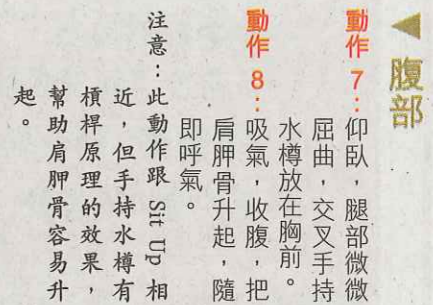 ◀腹部
動作7：仰臥，腿部微微
屈曲，交叉手持
水樽放在胸前。
動作8：吸氣，收腹，把
肩胛骨升起，隨
即呼氣。
注意：此動作跟 Sit Up 相
近，但手持水樽有
槓桿原理的效果，
幫助肩胛骨容易升
起。